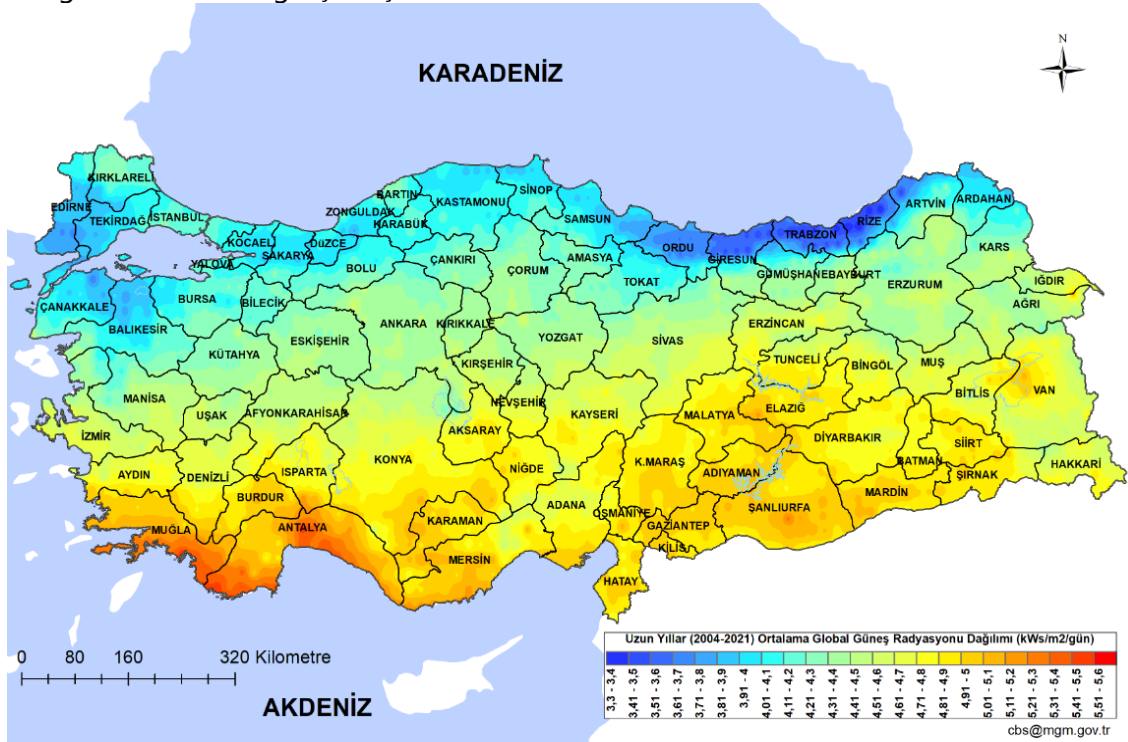 KARADENİZ
N
KIRKLARELİ
EDİRNE
TEKİRDAĞ
İSTANBUL
KOCAELİ
YALOVA
SAKARYA
DÜZCE
ZONGULDAK
BARTIN
KARABÜK
KASTAMONU
SİNOP
SAMSUN
ORDU
GİRESUN
TRABZON
RİZE
ARTVİN
ARDAHAN
KARS
IĞDIR
AĞRI
ÇANAKKALE
BALIKESİR
BURSA
BİLECİK
BOLU
ÇANKIRI
ÇORUM
AMASYA
TOKAT
GÜMÜŞHANE
BAYBURT
ERZURUM
KÜTAHYA
ESKİŞEHİR
ANKARA
KIRIKKALE
YOZGAT
SİVAS
ERZİNCAN
TUNCELİ
BİNGÖL
MUŞ
BİTLİS
VAN
MANİSA
UŞAK
AFYONKARAHİSAR
KIRŞEHİR
NEVŞEHİR
KAYSERİ
MALATYA
ELAZIĞ
DİYARBAKIR
SİİRT
BATMAN
ŞIRNAK
HAKKARİ
İZMİR
AYDIN
DENİZLİ
ISPARTA
KONYA
AKSARAY
NİĞDE
K.MARAŞ
ADIYAMAN
MARDİN
ŞANLIURFA
MUĞLA
BURDUR
ANTALYA
KARAMAN
MERSİN
ADANA
OSMANİYE
GAZİANTEP
KİLİS
HATAY
0 80 160 320 Kilometre
AKDENİZ
Uzun Yıllar (2004-2021) Ortalama Global Güneş Radyasyonu Dağılımı (kWs/m2/gün)
3,3 - 3,4
3,41 - 3,5
3,51 - 3,6
3,61 - 3,7
3,71 - 3,8
3,81 - 3,9
3,91 - 4
4,01 - 4,1
4,11 - 4,2
4,21 - 4,3
4,31 - 4,4
4,41 - 4,5
4,51 - 4,6
4,61 - 4,7
4,71 - 4,8
4,81 - 4,9
4,91 - 5
5,01 - 5,1
5,11 - 5,2
5,21 - 5,3
5,31 - 5,4
5,41 - 5,5
5,51 - 5,6
cbs@mgm.gov.tr